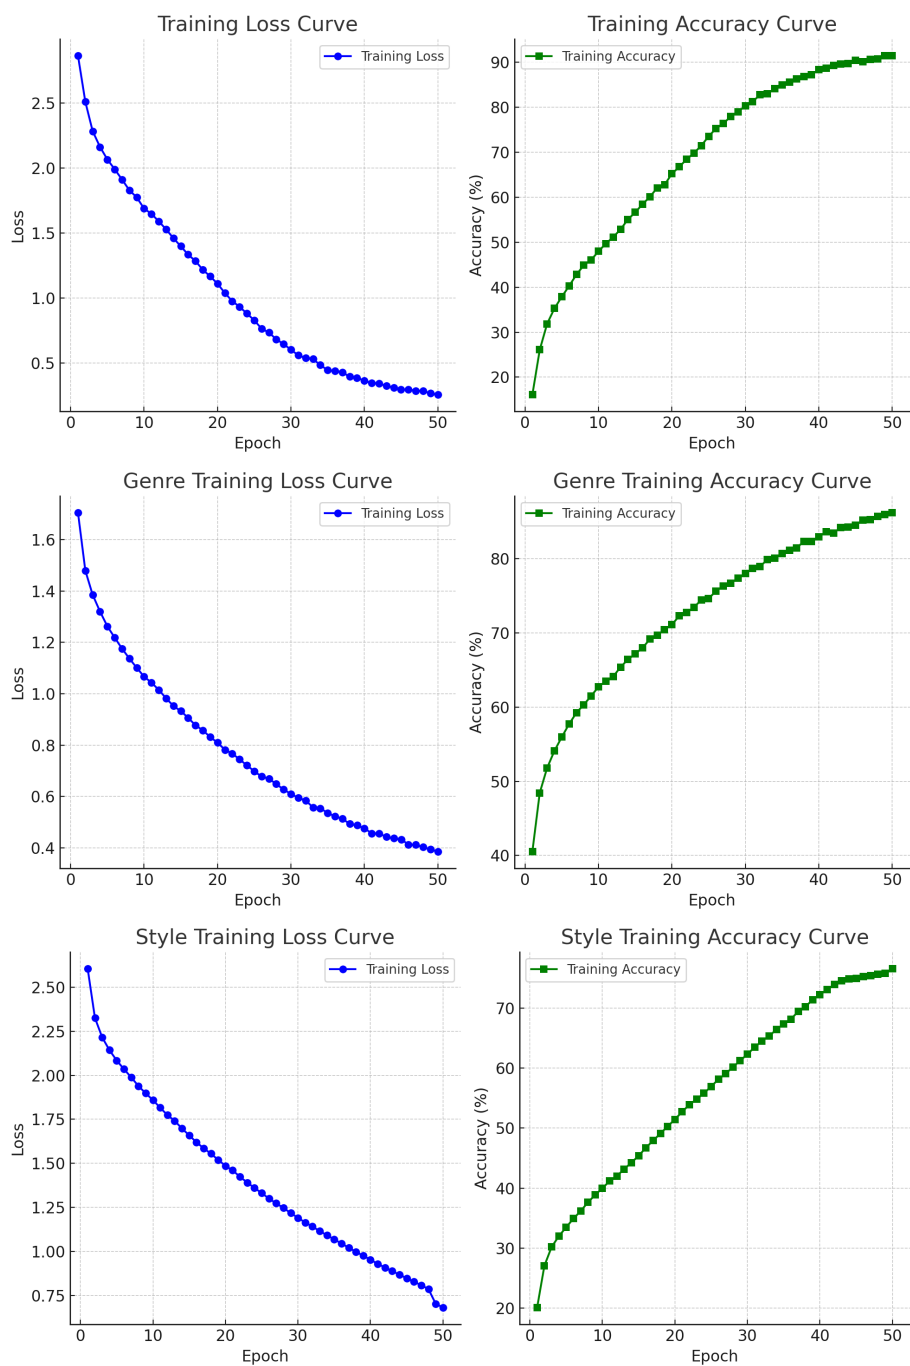 Training Loss Curve
Training Loss
2.5
2.0
1.5
1.0
0.5
Loss
0 10 20 30 40 50
Epoch
Training Accuracy Curve
Training Accuracy
90
80
70
60
50
40
30
20
Accuracy (%)
0 10 20 30 40 50
Epoch
Genre Training Loss Curve
Training Loss
1.6
1.4
1.2
1.0
0.8
0.6
0.4
Loss
0 10 20 30 40 50
Epoch
Genre Training Accuracy Curve
Training Accuracy
80
70
60
50
40
Accuracy (%)
0 10 20 30 40 50
Epoch
Style Training Loss Curve
Training Loss
2.50
2.25
2.00
1.75
1.50
1.25
1.00
0.75
Loss
0 10 20 30 40 50
Epoch
Style Training Accuracy Curve
Training Accuracy
70
60
50
40
30
20
Accuracy (%)
0 10 20 30 40 50
Epoch